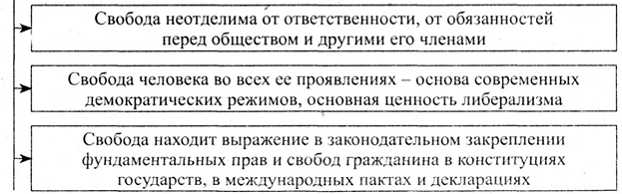 Свобода неотделима от ответственности, от обязанностей
перед обществом и другими его членами
Свобода человека во всех ее проявлениях – основа современных
демократических режимов, основная ценность либерализма
Свобода находит выражение в законодательном закреплении
фундаментальных прав и свобод гражданина в конституциях
государств, в международных пактах и декларациях